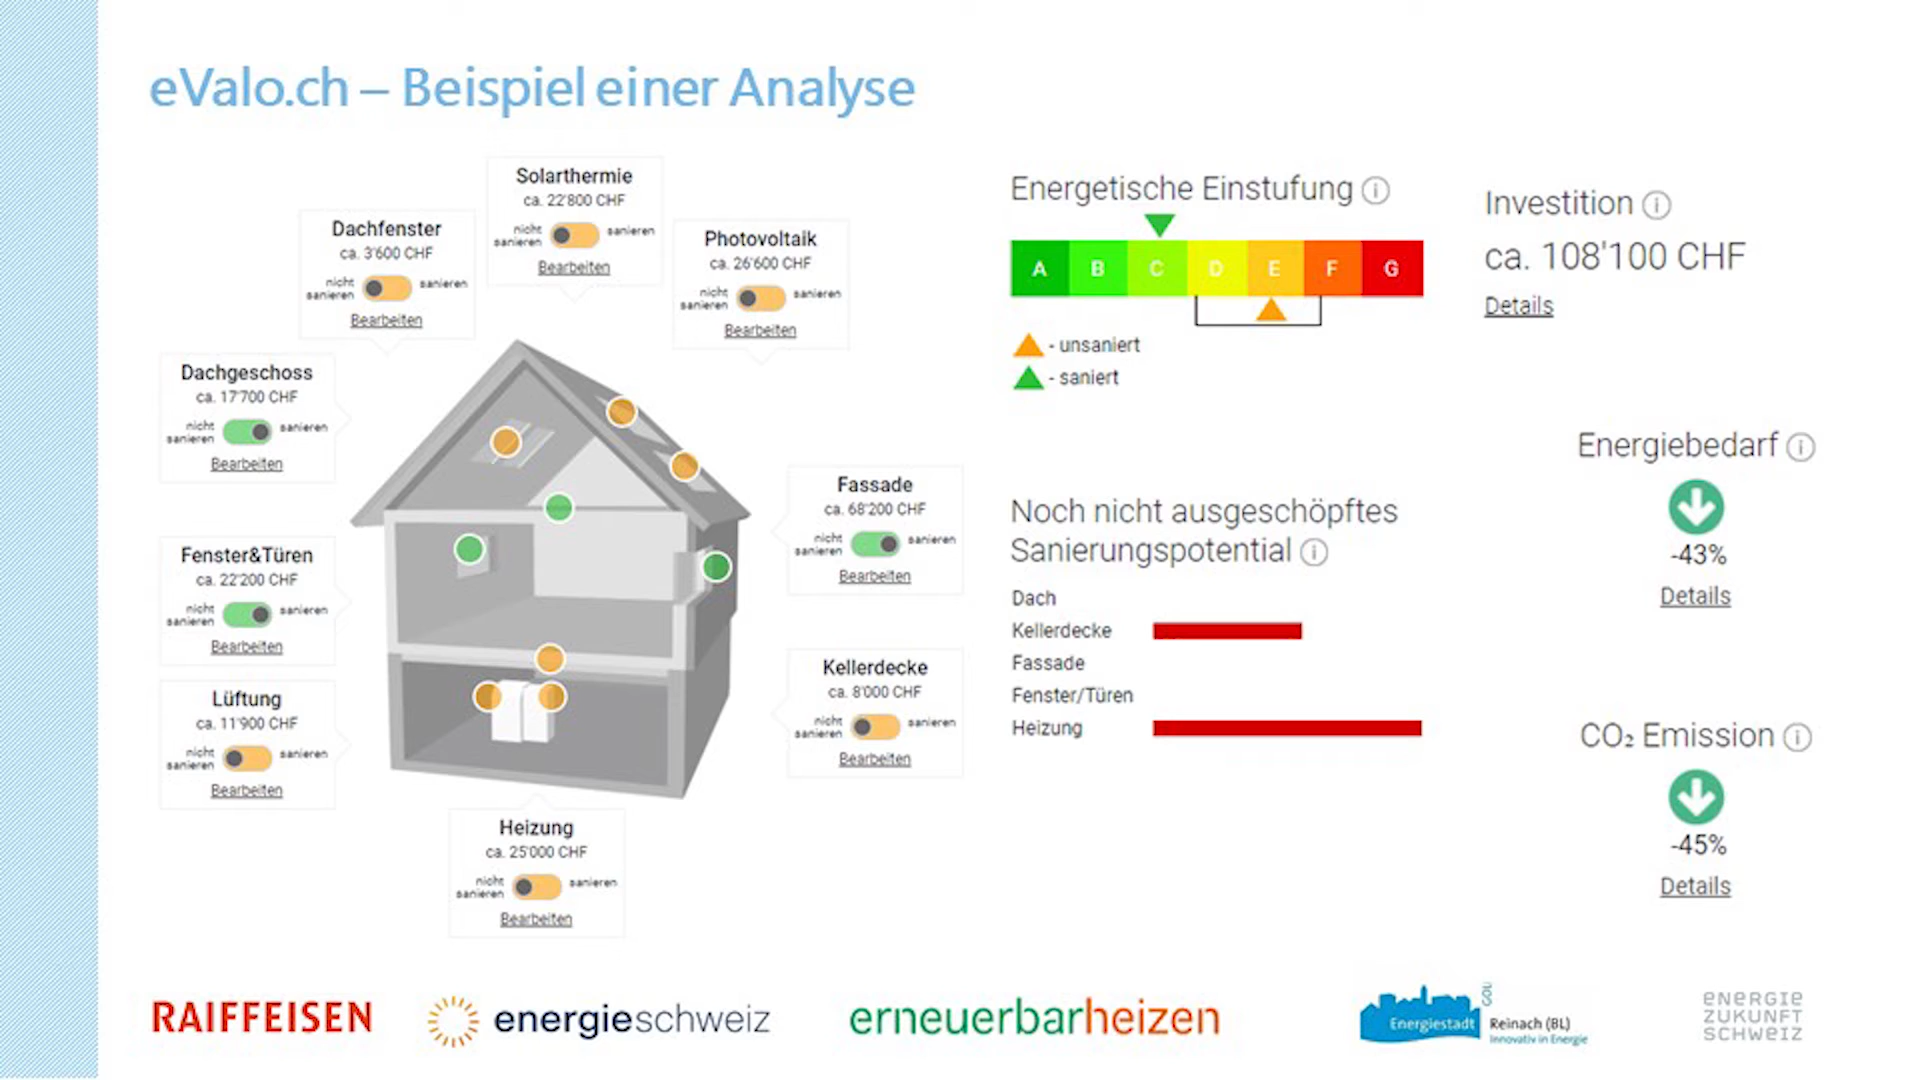 eValo.ch – Beispiel einer Analyse
Solarthermie
ca. 22'800 CHF
nicht sanieren
sanieren
Bearbeiten
Dachfenster
ca. 3'600 CHF
nicht sanieren
sanieren
Bearbeiten
Photovoltaik
ca. 26'600 CHF
nicht sanieren
sanieren
Bearbeiten
Dachgeschoss
ca. 17'700 CHF
nicht sanieren
sanieren
Bearbeiten
Fenster&Türen
ca. 22'200 CHF
nicht sanieren
sanieren
Bearbeiten
Lüftung
ca. 11'900 CHF
nicht sanieren
sanieren
Bearbeiten
Heizung
ca. 25'000 CHF
nicht sanieren
sanieren
Bearbeiten
Fassade
ca. 68'200 CHF
nicht sanieren
sanieren
Bearbeiten
Kellerdecke
ca. 8'000 CHF
nicht sanieren
sanieren
Bearbeiten
Energetische Einstufung i
A B C D E F G
- unsaniert
- saniert
Investition i
ca. 108'100 CHF
Details
Noch nicht ausgeschöpftes
Sanierungspotential i
Dach
Kellerdecke
Fassade
Fenster/Türen
Heizung
Energiebedarf i
-43%
Details
CO₂ Emission i
-45%
Details
RAIFFEISEN
energieschweiz
erneuerbarheizen
Energiestadt
GOLD
Reinach (BL)
Innovativ in Energie
ENERGIE
ZUKUNFT
SCHWEIZ